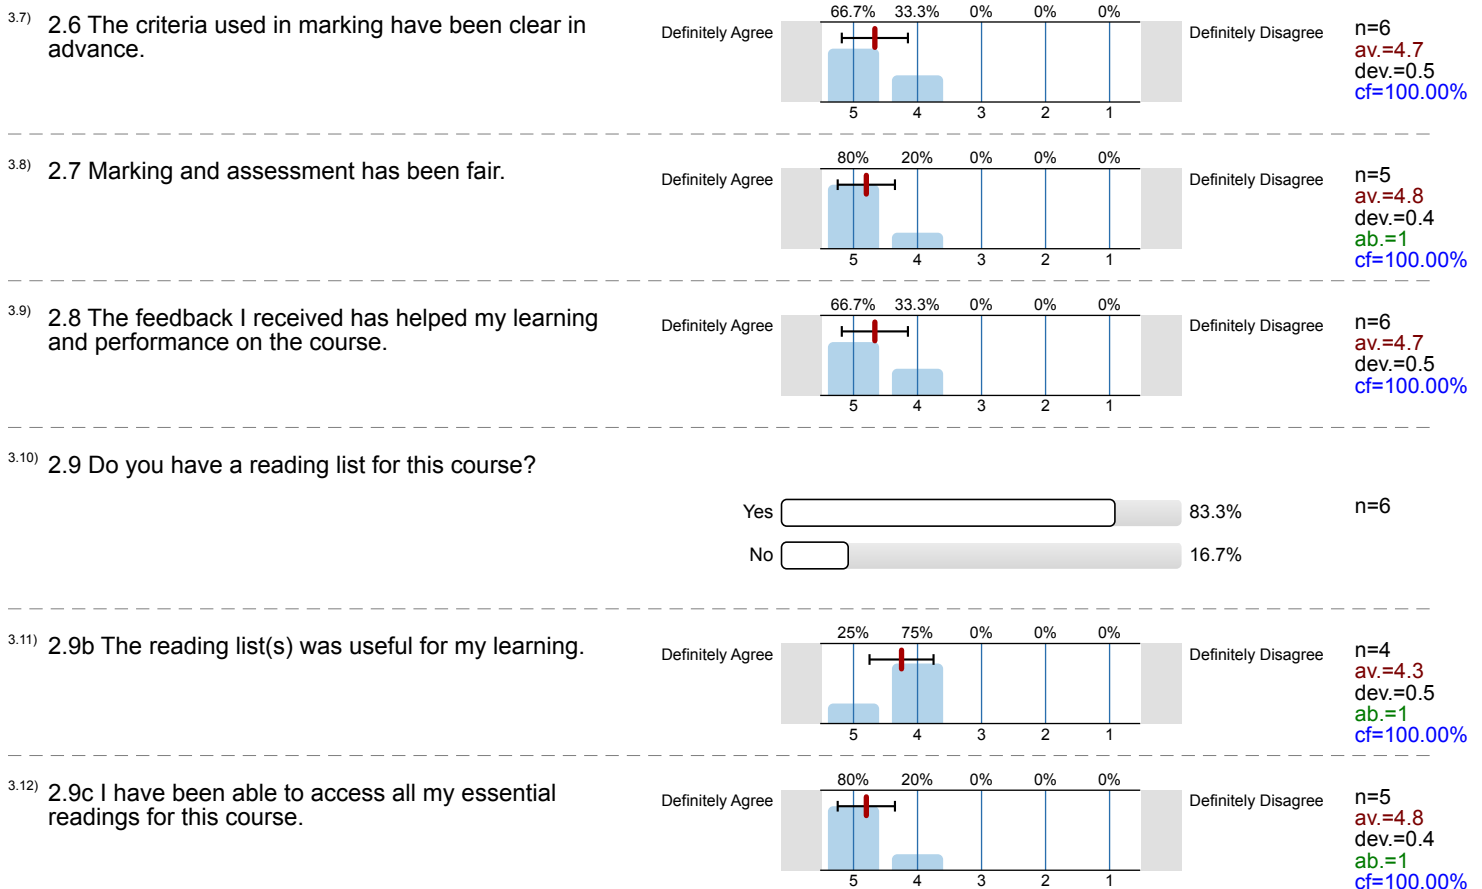 3.7) 2.6 The criteria used in marking have been clear in
advance.
Definitely Agree
66.7% 33.3% 0% 0% 0%
5 4 3 2 1
Definitely Disagree
n=6
av.=4.7
dev.=0.5
cf=100.00%
3.8) 2.7 Marking and assessment has been fair.
Definitely Agree
80% 20% 0% 0% 0%
5 4 3 2 1
Definitely Disagree
n=5
av.=4.8
dev.=0.4
ab.=1
cf=100.00%
3.9) 2.8 The feedback I received has helped my learning
and performance on the course.
Definitely Agree
66.7% 33.3% 0% 0% 0%
5 4 3 2 1
Definitely Disagree
n=6
av.=4.7
dev.=0.5
cf=100.00%
3.10) 2.9 Do you have a reading list for this course?
Yes 83.3%
No 16.7%
n=6
3.11) 2.9b The reading list(s) was useful for my learning.
Definitely Agree
25% 75% 0% 0% 0%
5 4 3 2 1
Definitely Disagree
n=4
av.=4.3
dev.=0.5
ab.=1
cf=100.00%
3.12) 2.9c I have been able to access all my essential
readings for this course.
Definitely Agree
80% 20% 0% 0% 0%
5 4 3 2 1
Definitely Disagree
n=5
av.=4.8
dev.=0.4
ab.=1
cf=100.00%